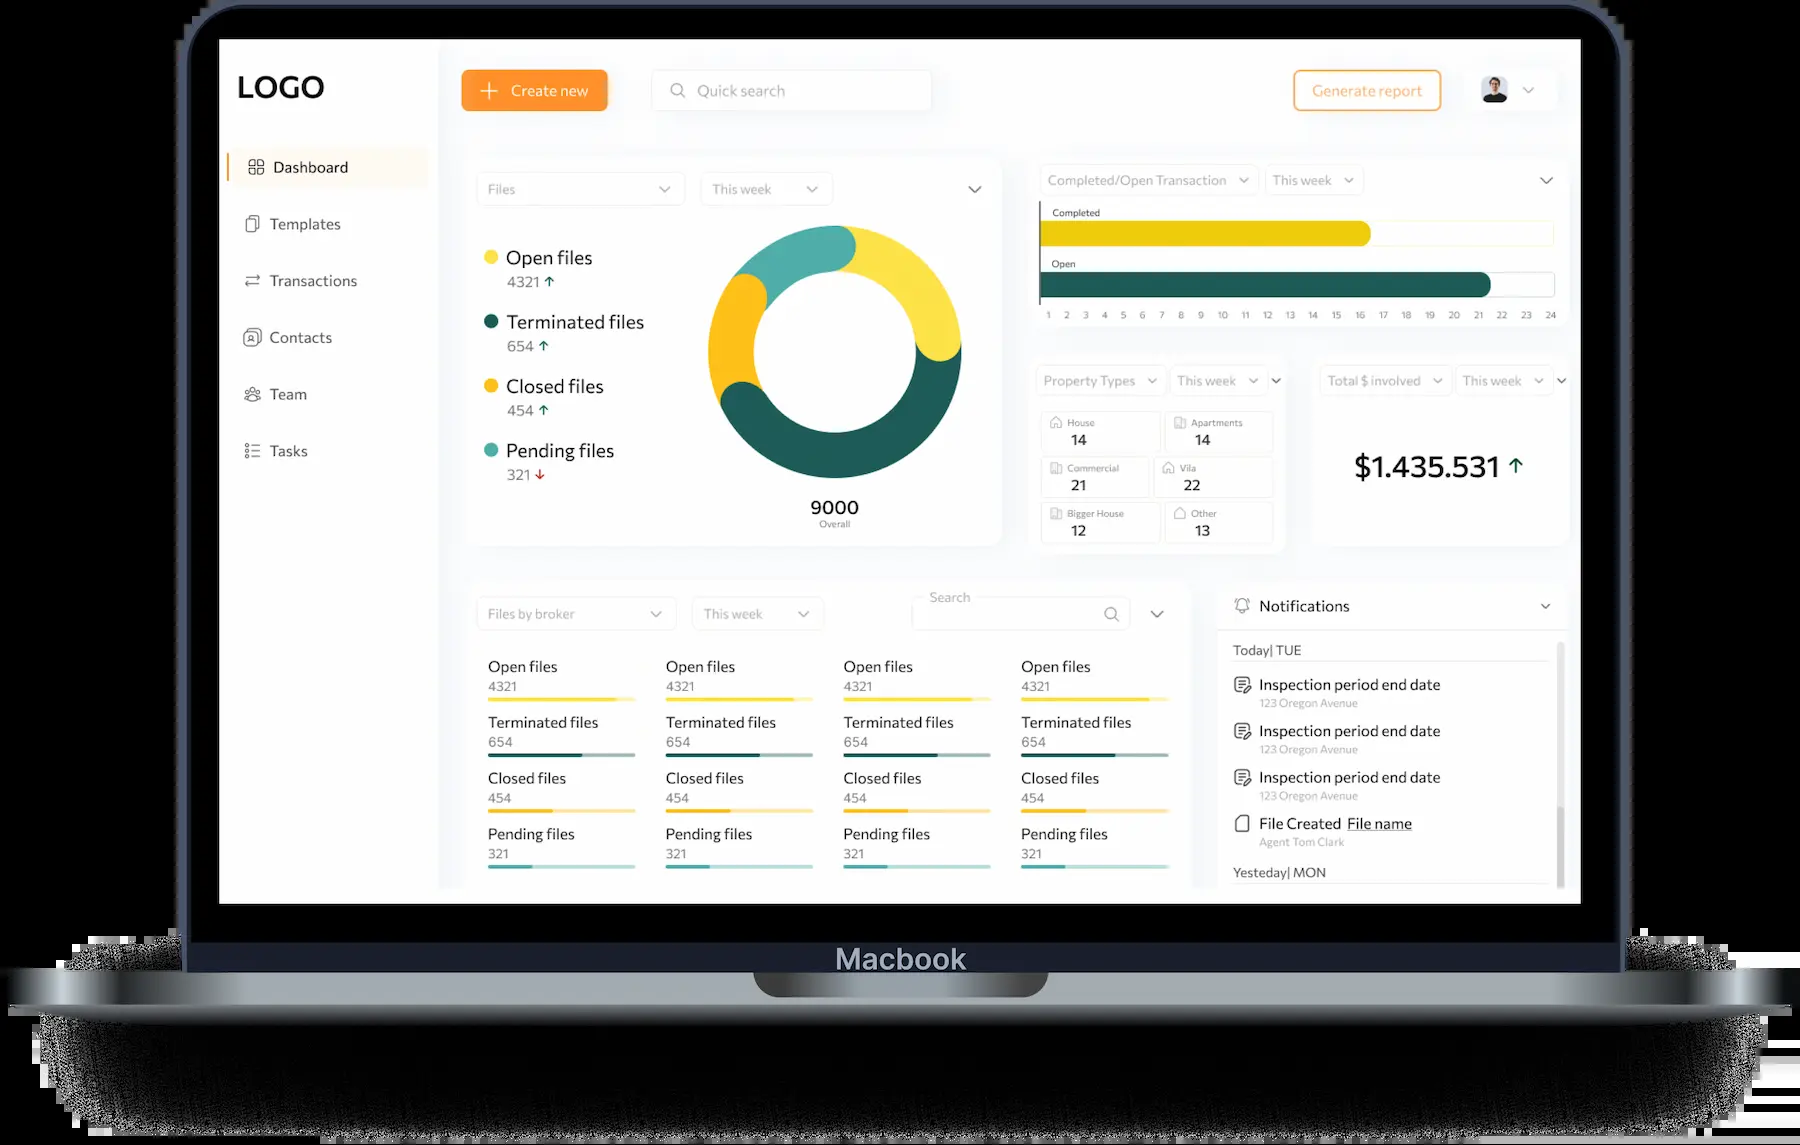 LOGO
Create new
Quick search
Generate report
Dashboard
Templates
Transactions
Contacts
Team
Tasks
Files
This week
Open files
4321
Terminated files
654
Closed files
454
Pending files
321
9000
Overall
Completed/Open Transaction
This week
Completed
Open
1 2 3 4 5 6 7 8 9 10 11 12 13 14 15 16 17 18 19 20 21 22 23 24
Property Types
This week
House
14
Apartments
14
Commercial
21
Vila
22
Bigger House
12
Other
13
Total $ involved
This week
$1.435.531
Files by broker
This week
Search
Open files Open files Open files Open files
4321 4321 4321 4321
Terminated files Terminated files Terminated files Terminated files
654 654 654 654
Closed files Closed files Closed files Closed files
454 454 454 454
Pending files Pending files Pending files Pending files
321 321 321 321
Notifications
Today| TUE
Inspection period end date
123 Oregon Avenue
Inspection period end date
123 Oregon Avenue
Inspection period end date
123 Oregon Avenue
File Created File name
Agent Tom Clark
Yesteday| MON
Macbook